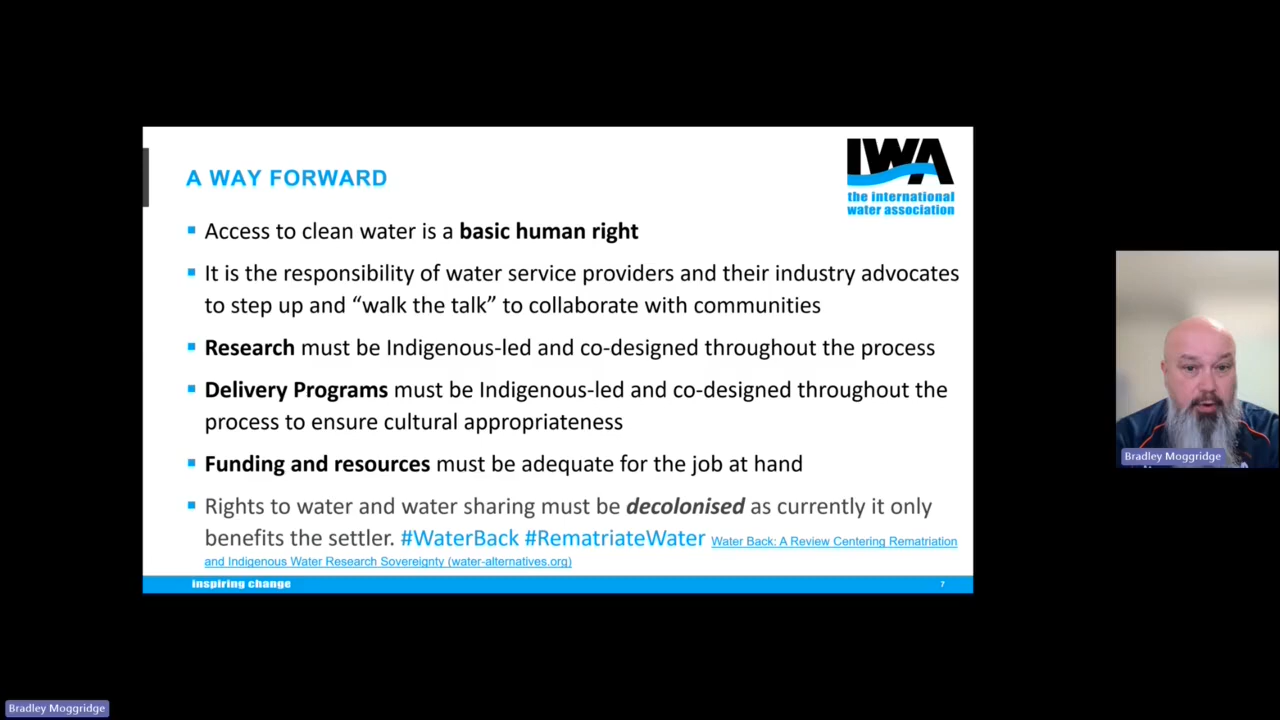 A WAY FORWARD
IWA
the international
water association
Access to clean water is a basic human right
It is the responsibility of water service providers and their industry advocates
to step up and “walk the talk” to collaborate with communities
Research must be Indigenous-led and co-designed throughout the process
Delivery Programs must be Indigenous-led and co-designed throughout the
process to ensure cultural appropriateness
Funding and resources must be adequate for the job at hand
Rights to water and water sharing must be decolonised as currently it only
benefits the settler. #WaterBack #RematriateWater Water Back: A Review Centering Rematriation
and Indigenous Water Research Sovereignty (water-alternatives.org)
inspiring change
7
Bradley Moggridge
Bradley Moggridge